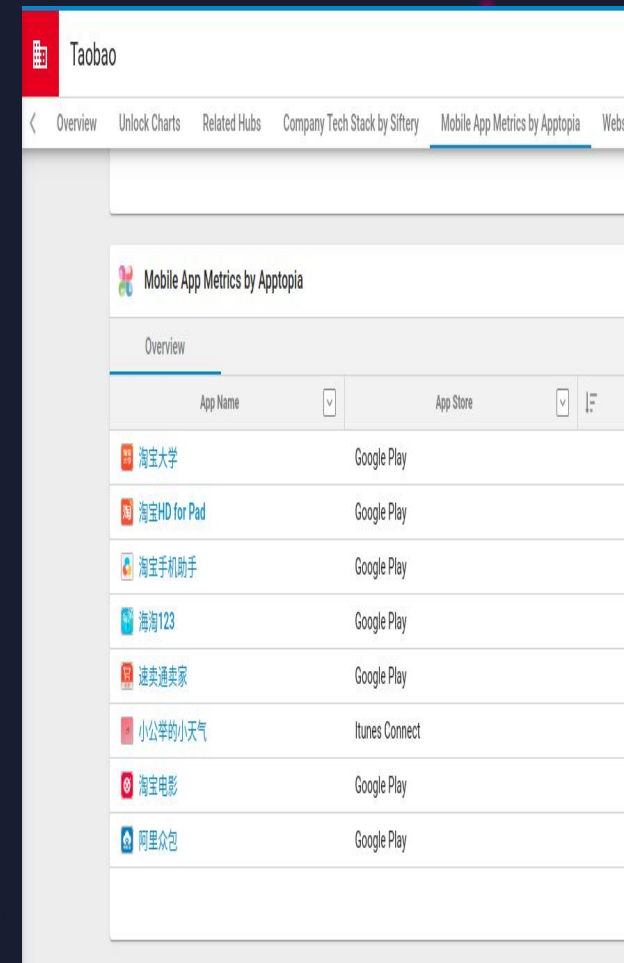 Taobao
Overview Unlock Charts Related Hubs Company Tech Stack by Siftery Mobile App Metrics by Apptopia Webs
Mobile App Metrics by Apptopia
Overview
App Name App Store
淘宝大学 Google Play
淘宝HD for Pad Google Play
淘宝手机助手 Google Play
海淘123 Google Play
速卖通卖家 Google Play
小公举的小天气 Itunes Connect
淘宝电影 Google Play
阿里众包 Google Play